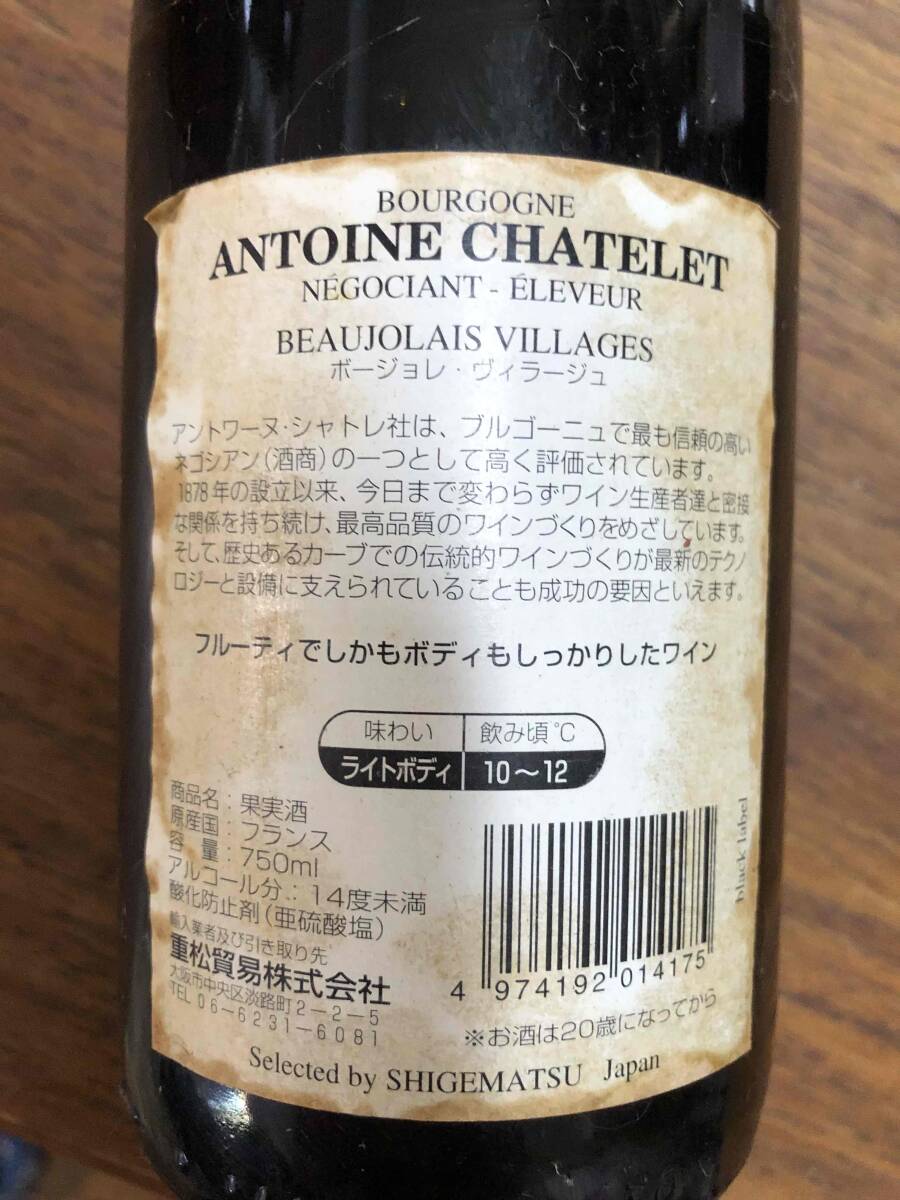 BOURGOGNE
ANTOINE CHATELET
NÉGOCIANT - ÉLEVEUR
BEAUJOLAIS VILLAGES
ボージョレ・ヴィラージュ
アントワーヌ・シャトレ社は、ブルゴーニュで最も信頼の高い
ネゴシアン(酒商)の一つとして高く評価されています。
1878年の設立以来、今日まで変わらずワイン生産者達と密接
な関係を持ち続け、最高品質のワインづくりをめざしています。
そして、歴史あるカーブでの伝統的ワインづくりが最新のテクノ
ロジーと設備に支えられていることも成功の要因といえます。
フルーティでしかもボディもしっかりしたワイン
味わい 飲み頃℃
ライトボディ 10〜12
商品名:果実酒
原産国:フランス
容 量:750ml
アルコール分:14度未満
酸化防止剤(亜硫酸塩)
輸入業者及び引き取り先
重松貿易株式会社
大阪市中央区淡路町2-2-5
TEL 06-6231-6081
black label
4 974192 014175
※お酒は20歳になってから
Selected by SHIGEMATSU Japan